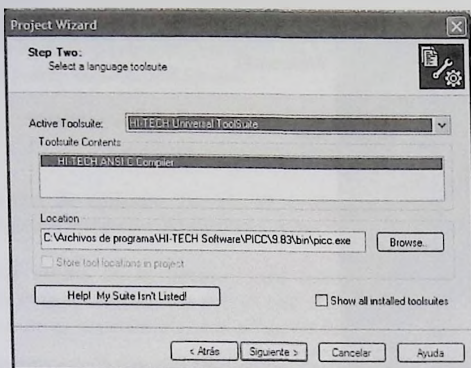 Project Wizard
Step Two:
Select a language toolsuite
Active Toolsuite: HI-TECH Universal ToolSuite
Toolsuite Contents
HI-TECH ANSI C Compiler
Location
C:\Archivos de programa\HI-TECH Software\PICC\9.83\bin\picc.exe Browse...
Store tool locations in project
Help! My Suite Isn't Listed! Show all installed toolsuites
< Atrás Siguiente > Cancelar Ayuda